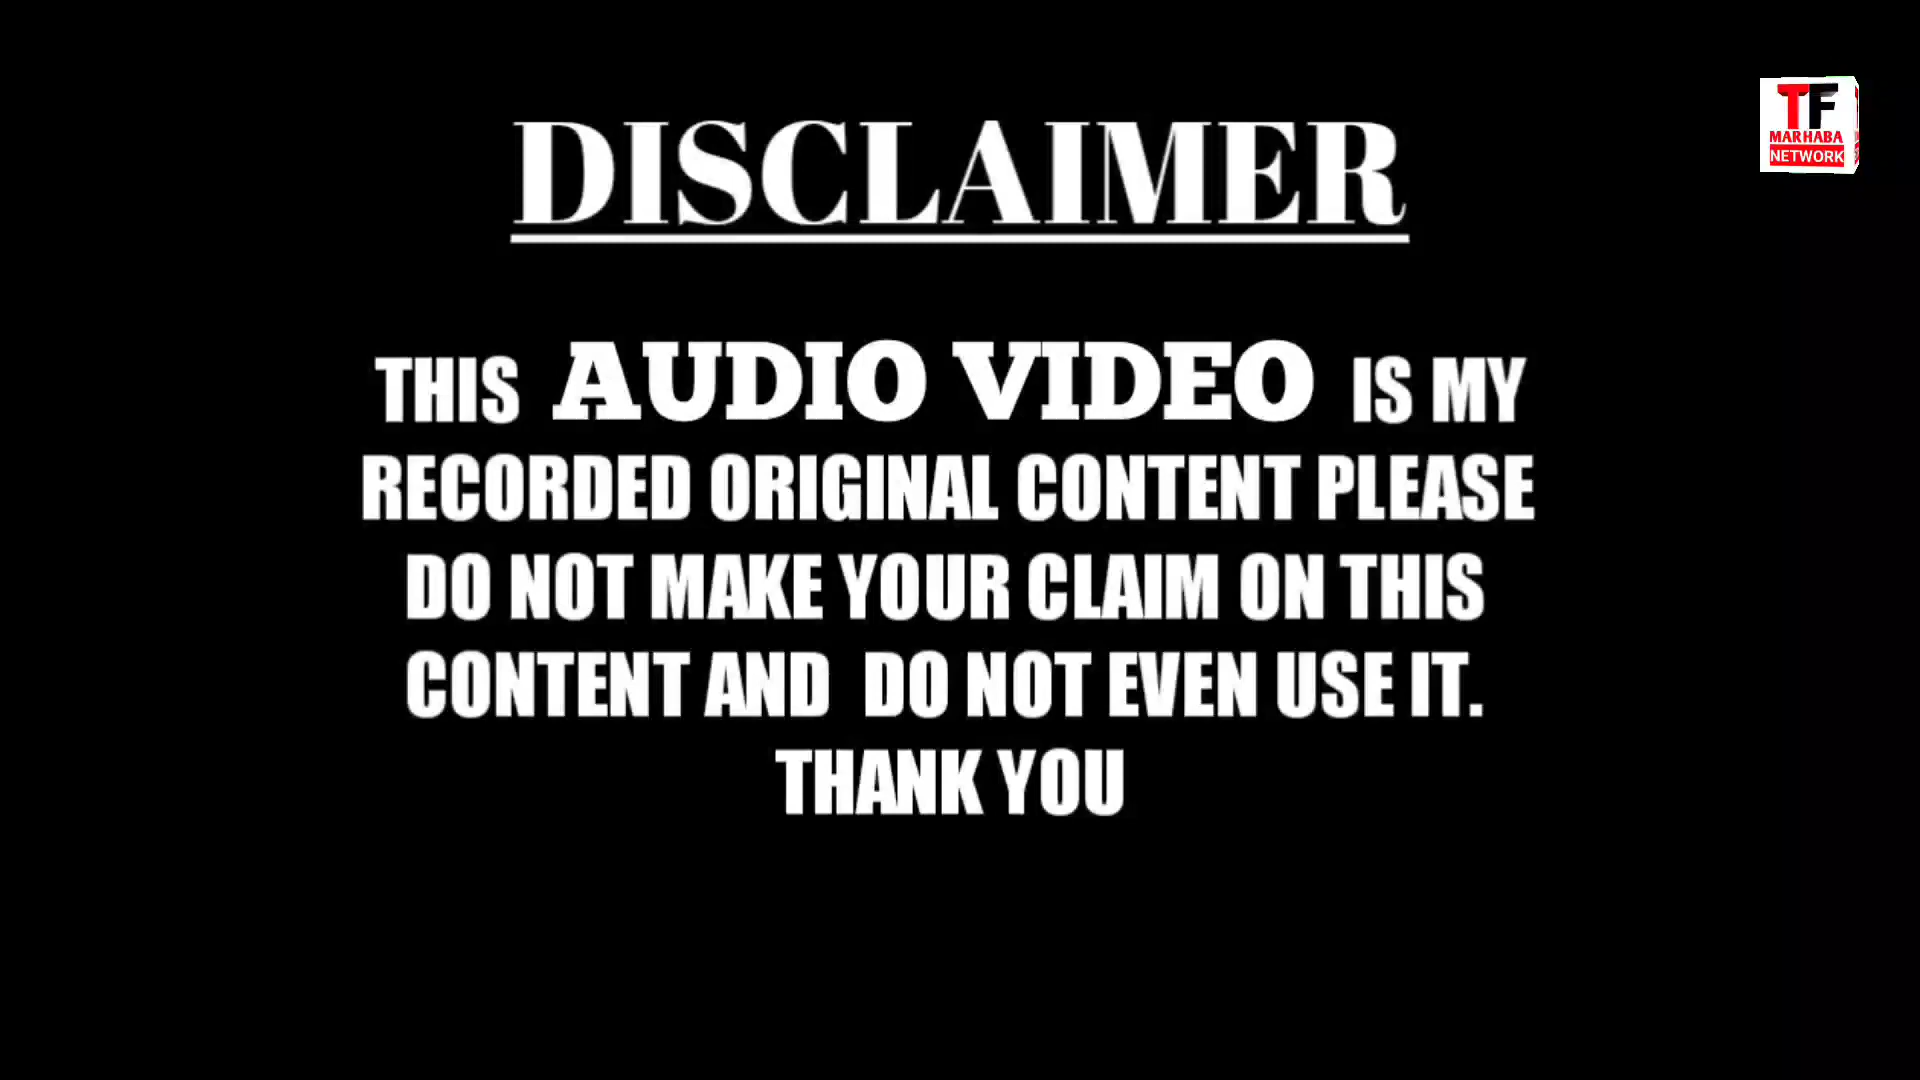 DISCLAIMER
TF
MARHABA
NETWORK
THIS AUDIO VIDEO IS MY
RECORDED ORIGINAL CONTENT PLEASE
DO NOT MAKE YOUR CLAIM ON THIS
CONTENT AND DO NOT EVEN USE IT.
THANK YOU